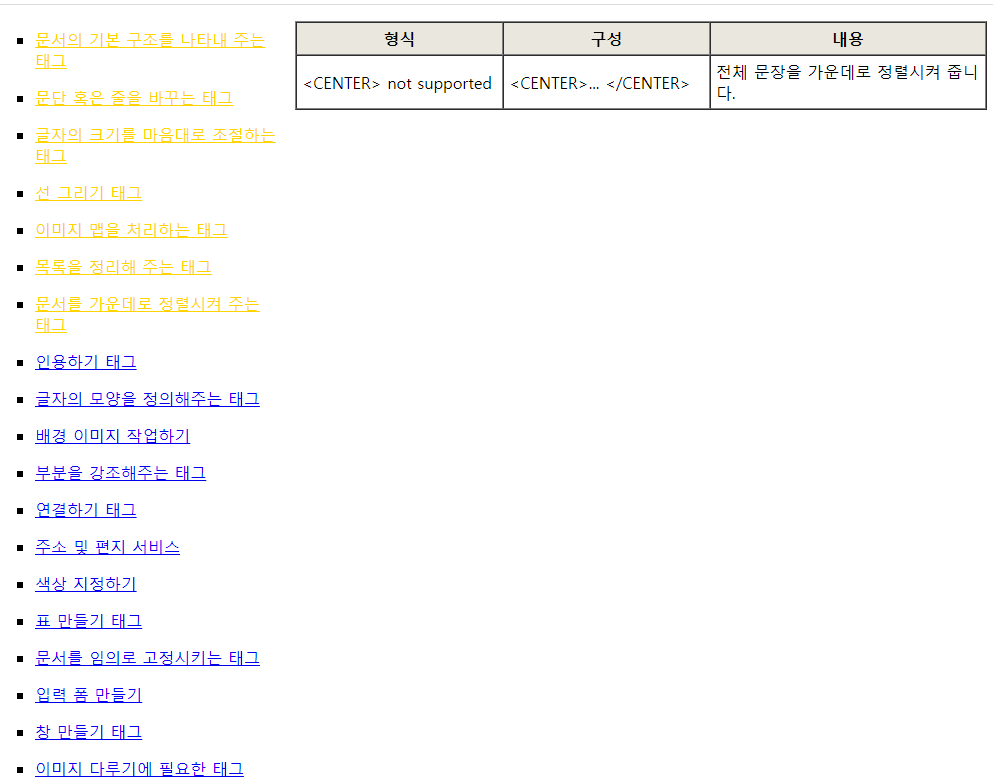 문서의 기본 구조를 나타내 주는
태그
문단 혹은 줄을 바꾸는 태그
글자의 크기를 마음대로 조절하는
태그
선 그리기 태그
이미지 맵을 처리하는 태그
목록을 정리해 주는 태그
문서를 가운데로 정렬시켜 주는
태그
인용하기 태그
글자의 모양을 정의해주는 태그
배경 이미지 작업하기
부분을 강조해주는 태그
연결하기 태그
주소 및 편지 서비스
색상 지정하기
표 만들기 태그
문서를 임의로 고정시키는 태그
입력 폼 만들기
창 만들기 태그
이미지 다루기에 필요한 태그
형식 구성 내용
<CENTER> not supported <CENTER>... </CENTER> 전체 문장을 가운데로 정렬시켜 줍니
다.